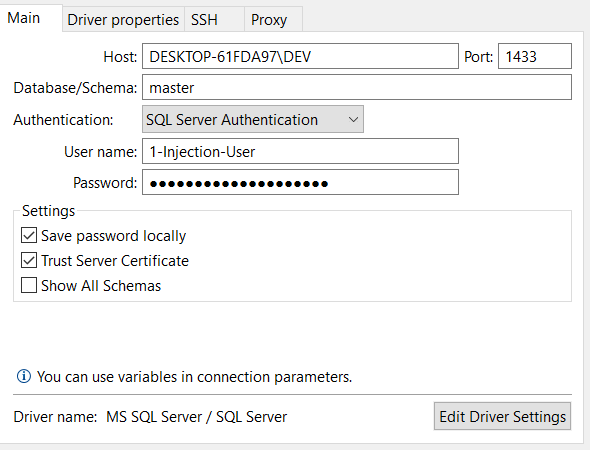 Main Driver properties SSH Proxy
Host: DESKTOP-61FDA97\DEV Port: 1433
Database/Schema: master
Authentication: SQL Server Authentication
User name: 1-Injection-User
Password: ●●●●●●●●●●●●●●●●●●●●
Settings
Save password locally
Trust Server Certificate
Show All Schemas
You can use variables in connection parameters.
Driver name: MS SQL Server / SQL Server Edit Driver Settings